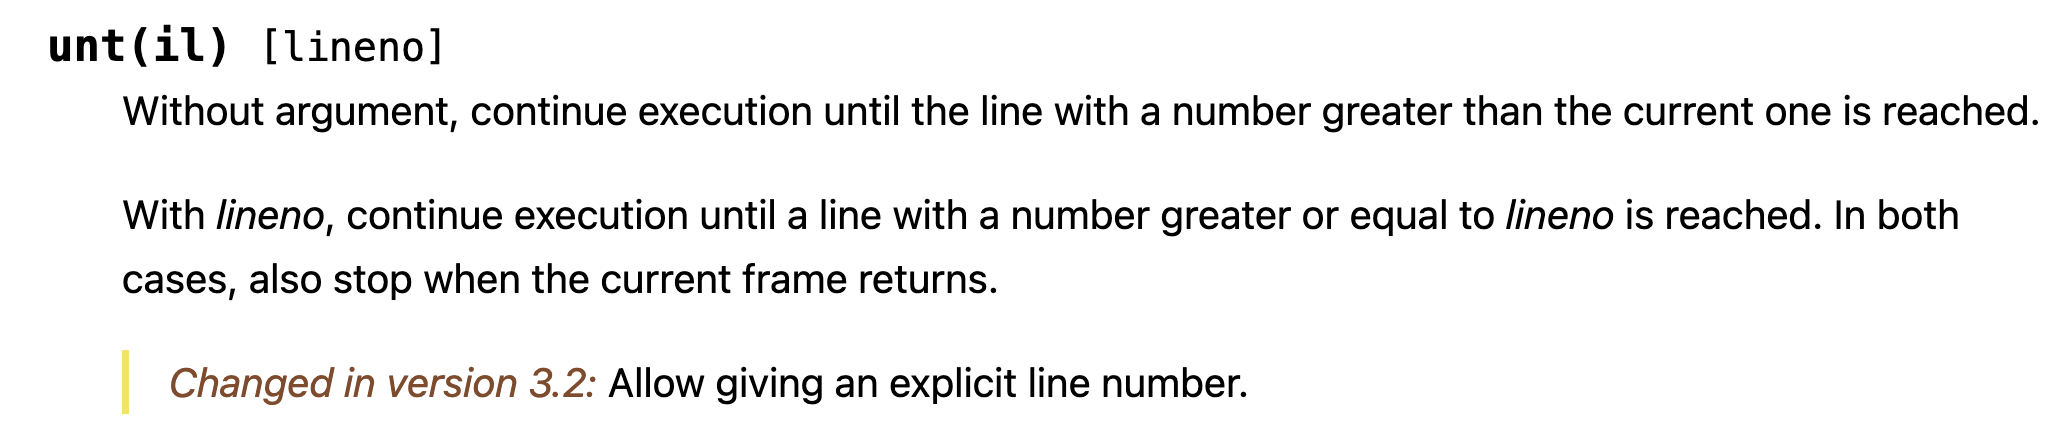 unt(il) [lineno]
Without argument, continue execution until the line with a number greater than the current one is reached.
With lineno, continue execution until a line with a number greater or equal to lineno is reached. In both
cases, also stop when the current frame returns.
Changed in version 3.2: Allow giving an explicit line number.